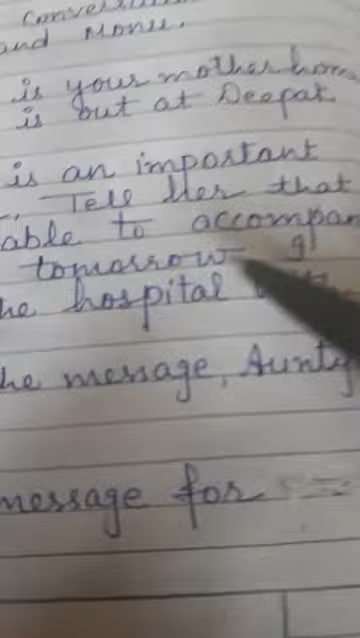 and Monu.
is your mother hom
is out at Deepak
is an important
Tell her that
able to accompan
tomorrow. I
he hospital
he message, Aunty
message for